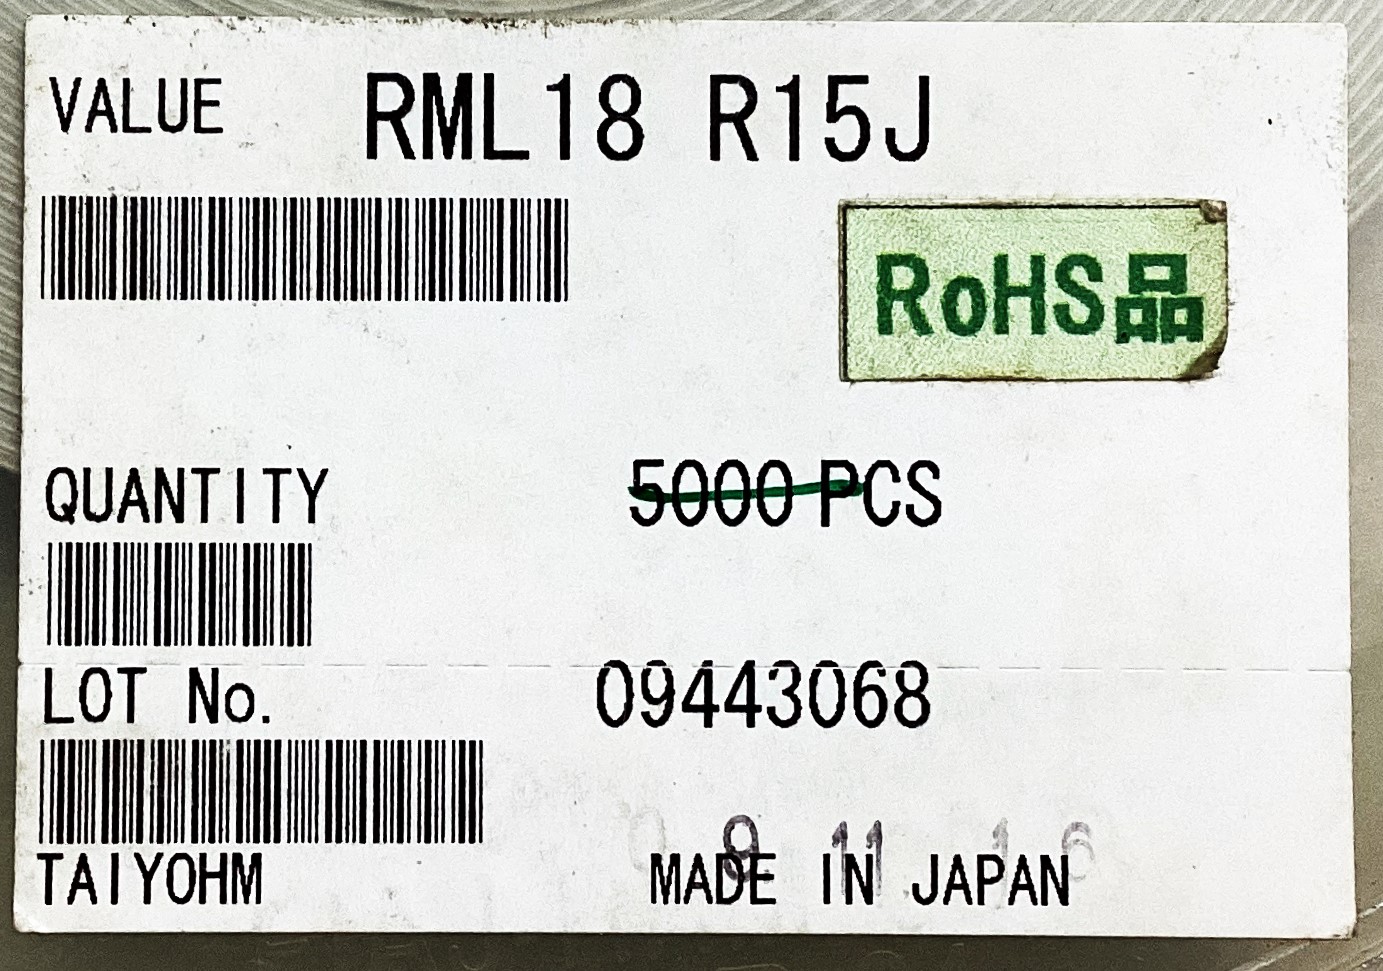 VALUE RML18 R15J
RoHS品
QUANTITY 5000 PCS
LOT No. 09443068
9 11 16
TAIYOHM MADE IN JAPAN